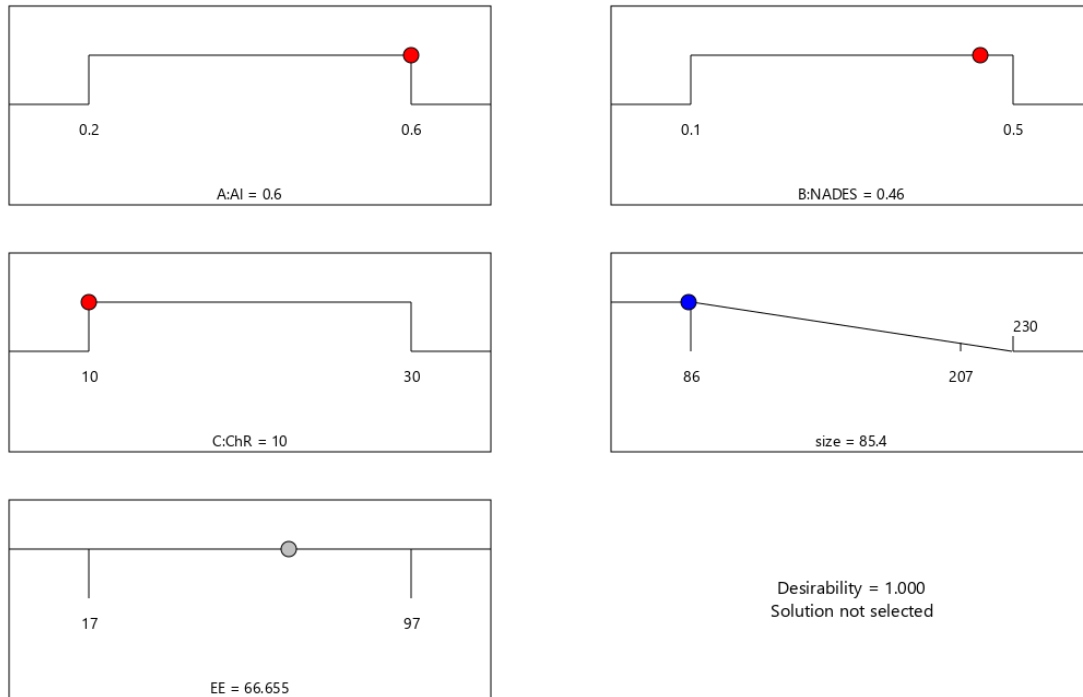 0.2
0.6
A:AI = 0.6
0.1
0.5
B:NADES = 0.46
10
30
C:ChR = 10
230
86
207
size = 85.4
17
97
EE = 66.655
Desirability = 1.000
Solution not selected